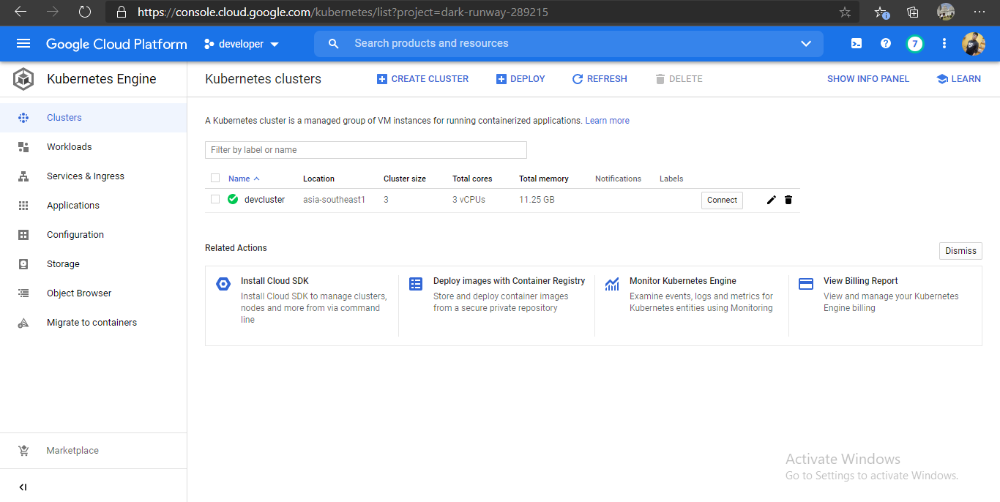 https://console.cloud.google.com/kubernetes/list?project=dark-runway-289215
Google Cloud Platform
developer
Search products and resources
7
Kubernetes Engine
Kubernetes clusters
CREATE CLUSTER
DEPLOY
REFRESH
DELETE
SHOW INFO PANEL
LEARN
Clusters
Workloads
Services & Ingress
Applications
Configuration
Storage
Object Browser
Migrate to containers
Marketplace
A Kubernetes cluster is a managed group of VM instances for running containerized applications. Learn more
Filter by label or name
Name Location Cluster size Total cores Total memory Notifications Labels
devcluster asia-southeast1 3 3 vCPUs 11.25 GB Connect
Related Actions
Dismiss
Install Cloud SDK
Install Cloud SDK to manage clusters,
nodes and more from via command
line
Deploy images with Container Registry
Store and deploy container images
from a secure private repository
Monitor Kubernetes Engine
Examine events, logs and metrics for
Kubernetes entities using Monitoring
View Billing Report
View and manage your Kubernetes
Engine billing
Activate Windows
Go to Settings to activate Windows.